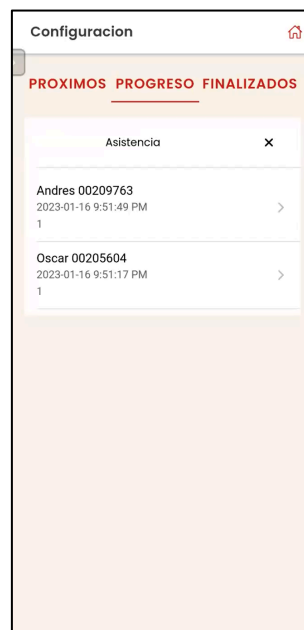 Configuracion
PROXIMOS PROGRESO FINALIZADOS
Asistencia
Andres 00209763
2023-01-16 9:51:49 PM
1
Oscar 00205604
2023-01-16 9:51:17 PM
1